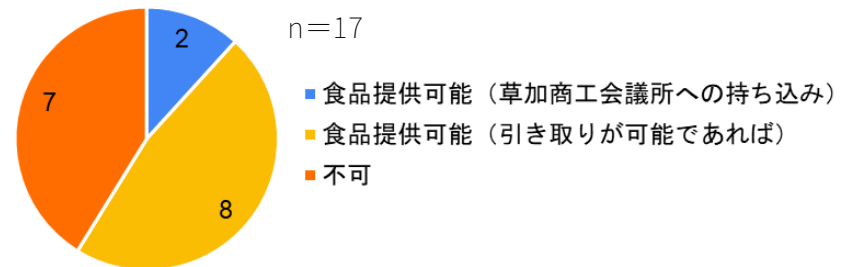 n＝17
2
7
8
食品提供可能（草加商工会議所への持ち込み）
食品提供可能（引き取りが可能であれば）
不可